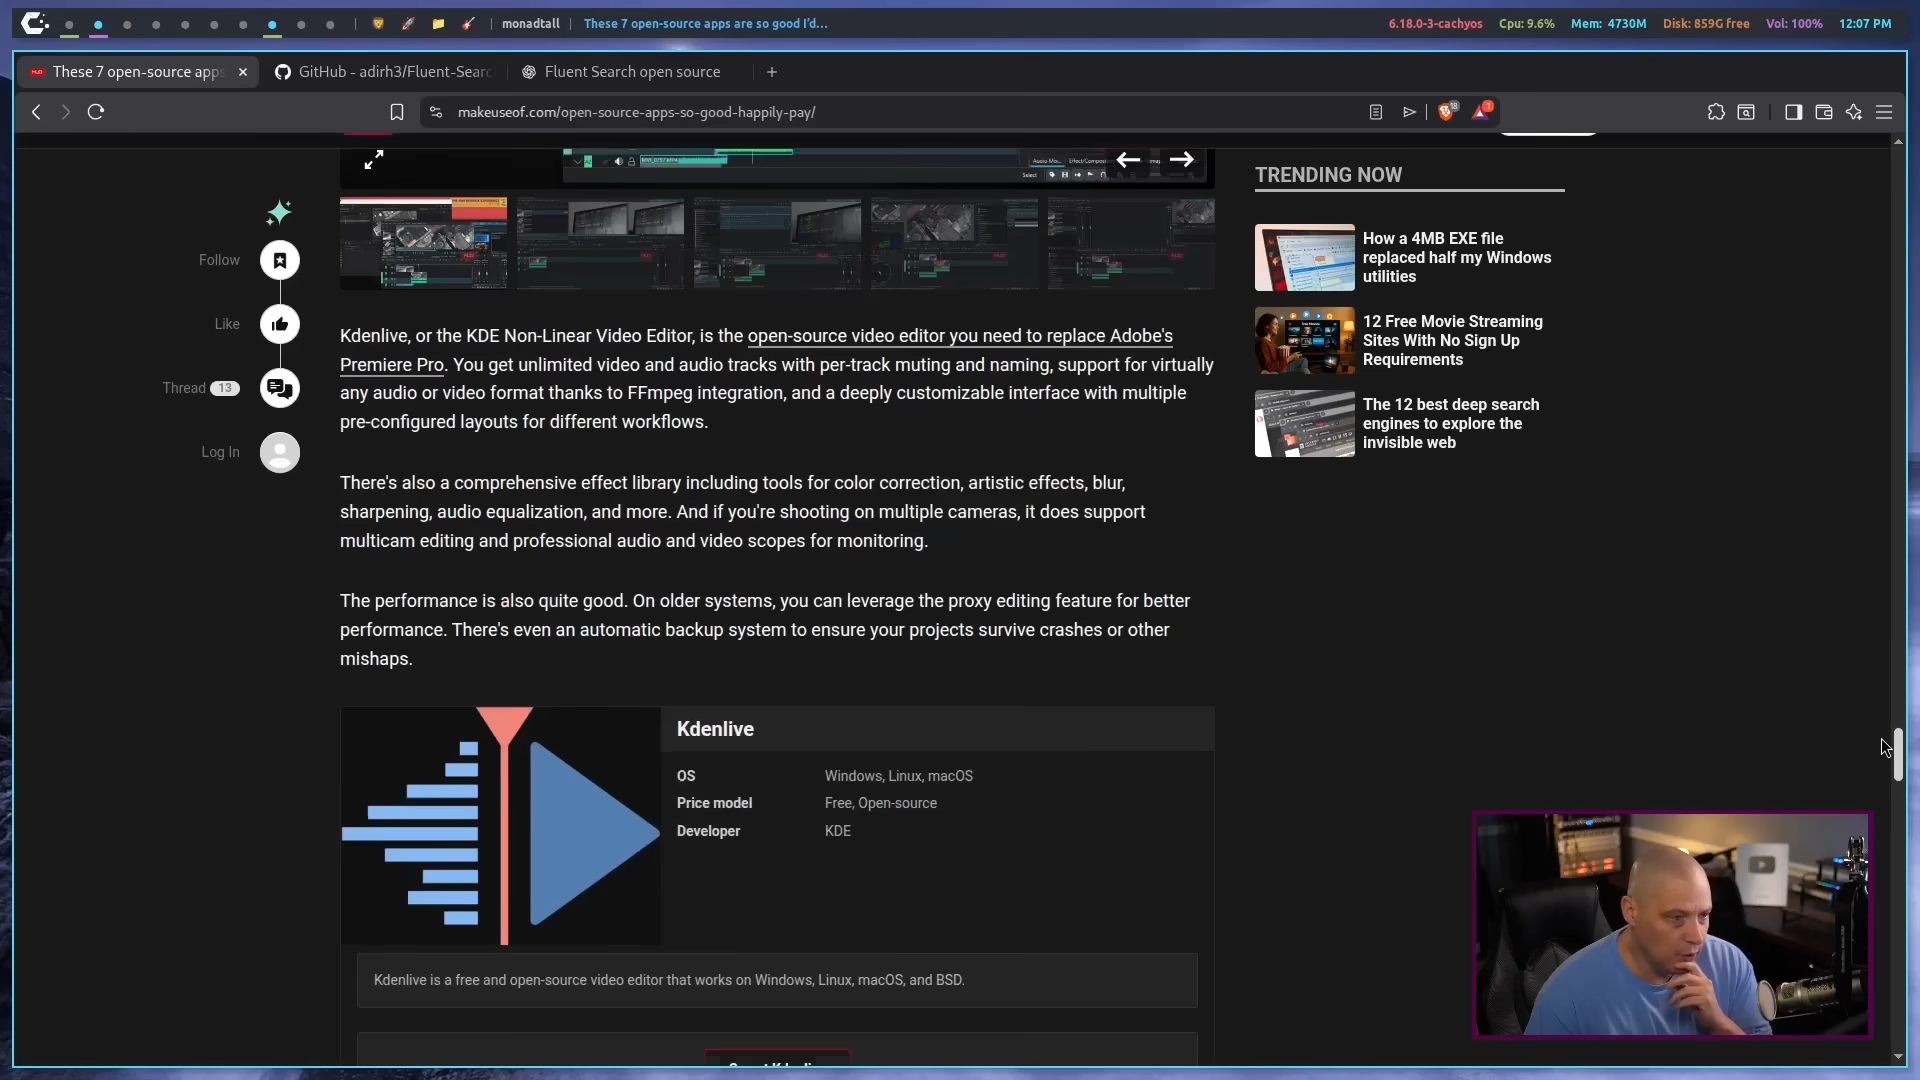 monadtall
These 7 open-source apps are so good I'd...
6.18.0-3-cachyos
Cpu: 9.6%
Mem: 4730M
Disk: 859G free
Vol: 100%
12:07 PM
These 7 open-source apps
GitHub - adirh3/Fluent-Searc
Fluent Search open source
makeuseof.com/open-source-apps-so-good-happily-pay/
18
1
Select
TRENDING NOW
How a 4MB EXE file
replaced half my Windows
utilities
12 Free Movie Streaming
Sites With No Sign Up
Requirements
The 12 best deep search
engines to explore the
invisible web
Follow
Like
Thread 13
Log In
Kdenlive, or the KDE Non-Linear Video Editor, is the open-source video editor you need to replace Adobe's
Premiere Pro. You get unlimited video and audio tracks with per-track muting and naming, support for virtually
any audio or video format thanks to FFmpeg integration, and a deeply customizable interface with multiple
pre-configured layouts for different workflows.
There's also a comprehensive effect library including tools for color correction, artistic effects, blur,
sharpening, audio equalization, and more. And if you're shooting on multiple cameras, it does support
multicam editing and professional audio and video scopes for monitoring.
The performance is also quite good. On older systems, you can leverage the proxy editing feature for better
performance. There's even an automatic backup system to ensure your projects survive crashes or other
mishaps.
Kdenlive
OS Windows, Linux, macOS
Price model Free, Open-source
Developer KDE
Kdenlive is a free and open-source video editor that works on Windows, Linux, macOS, and BSD.